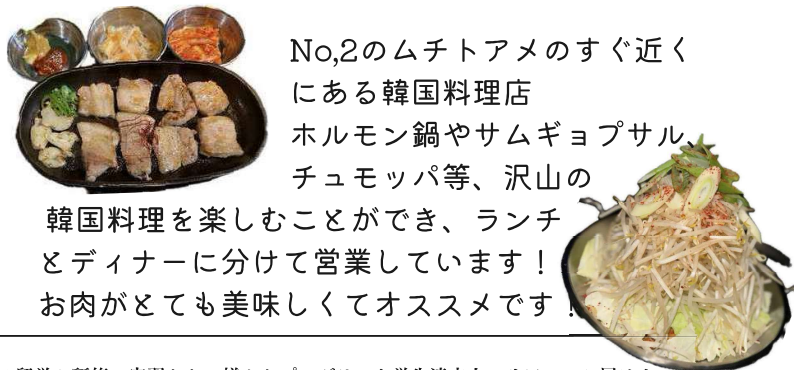 No,2のムチトアメのすぐ近く
にある韓国料理店
ホルモン鍋やサムギョプサル、
チュモッパ等、沢山の
韓国料理を楽しむことができ、ランチ
とディナーに分けて営業しています！
お肉がとても美味しくてオススメです！